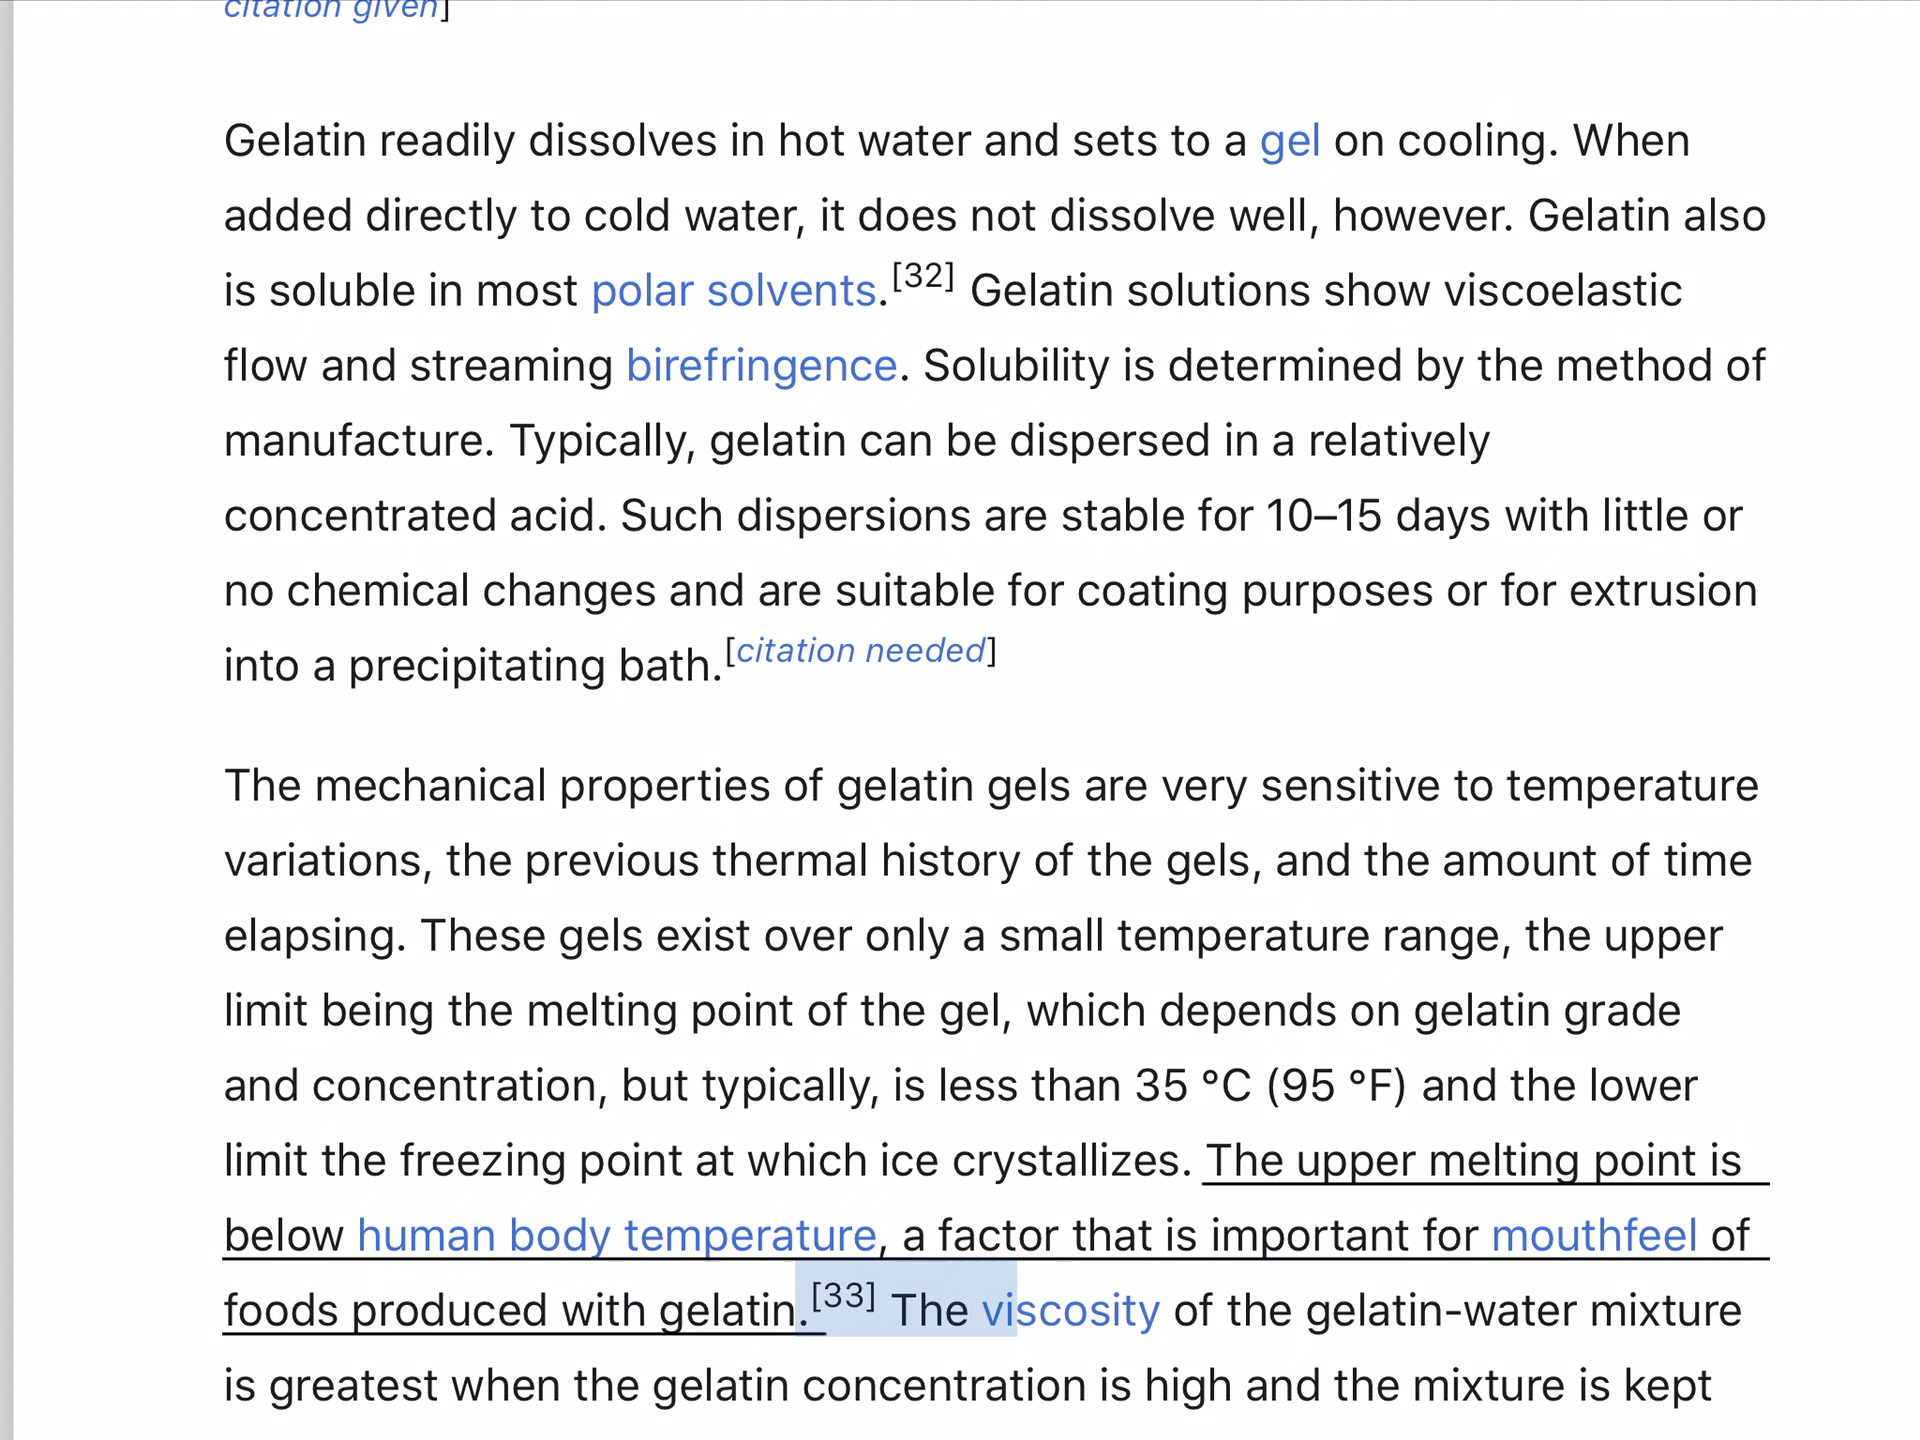 citation given]
Gelatin readily dissolves in hot water and sets to a gel on cooling. When
added directly to cold water, it does not dissolve well, however. Gelatin also
is soluble in most polar solvents.[32] Gelatin solutions show viscoelastic
flow and streaming birefringence. Solubility is determined by the method of
manufacture. Typically, gelatin can be dispersed in a relatively
concentrated acid. Such dispersions are stable for 10–15 days with little or
no chemical changes and are suitable for coating purposes or for extrusion
into a precipitating bath.[citation needed]
The mechanical properties of gelatin gels are very sensitive to temperature
variations, the previous thermal history of the gels, and the amount of time
elapsing. These gels exist over only a small temperature range, the upper
limit being the melting point of the gel, which depends on gelatin grade
and concentration, but typically, is less than 35 °C (95 °F) and the lower
limit the freezing point at which ice crystallizes. The upper melting point is
below human body temperature, a factor that is important for mouthfeel of
foods produced with gelatin.[33] The viscosity of the gelatin-water mixture
is greatest when the gelatin concentration is high and the mixture is kept